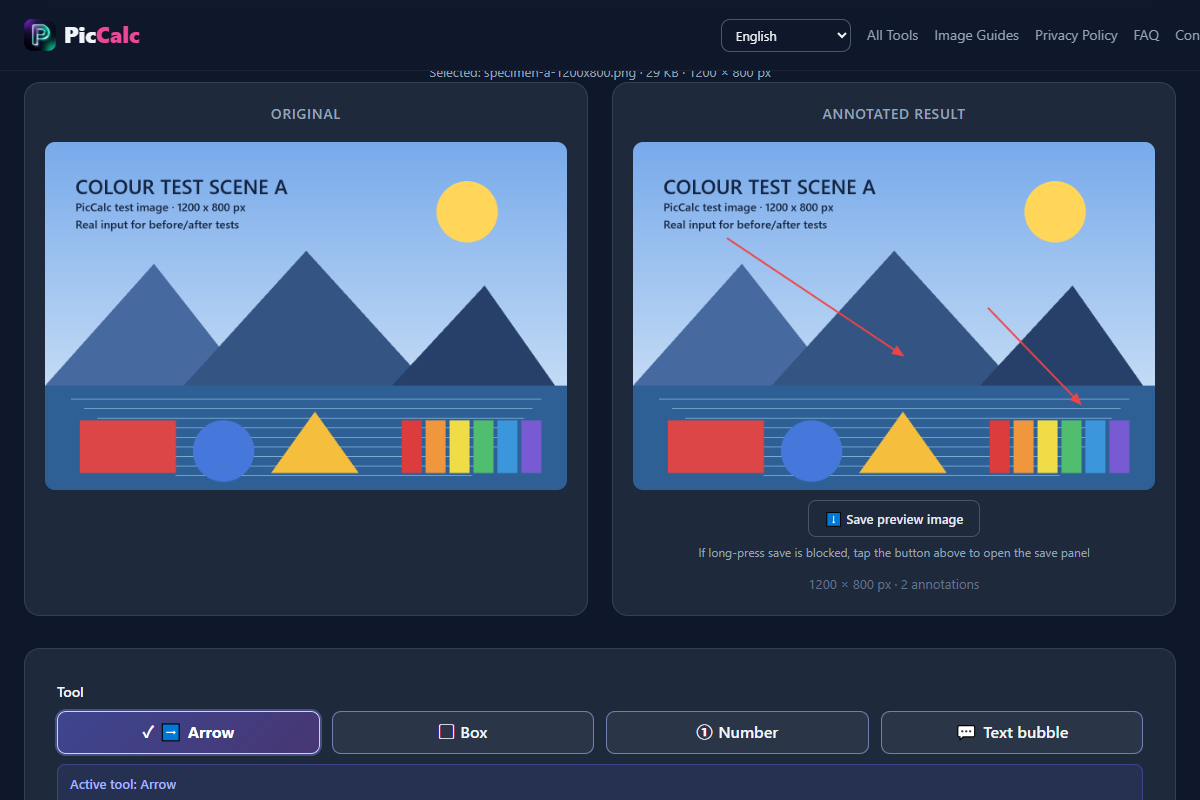 PicCalc
English
All Tools
Image Guides
Privacy Policy
FAQ
Con
Selected: specimen-a-1200x800.png · 29 KB · 1200 × 800 px
ORIGINAL
COLOUR TEST SCENE A
PicCalc test image · 1200 x 800 px
Real input for before/after tests
ANNOTATED RESULT
COLOUR TEST SCENE A
PicCalc test image · 1200 x 800 px
Real input for before/after tests
Save preview image
If long-press save is blocked, tap the button above to open the save panel
1200 × 800 px · 2 annotations
Tool
✓ ➡ Arrow
Box
① Number
Text bubble
Active tool: Arrow